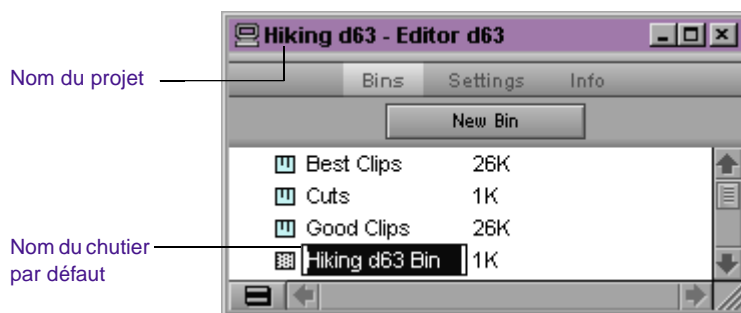 Hiking d63 - Editor d63
Nom du projet
Bins Settings Info
New Bin
Best Clips 26K
Cuts 1K
Good Clips 26K
Nom du chutier
par défaut
Hiking d63 Bin 1K